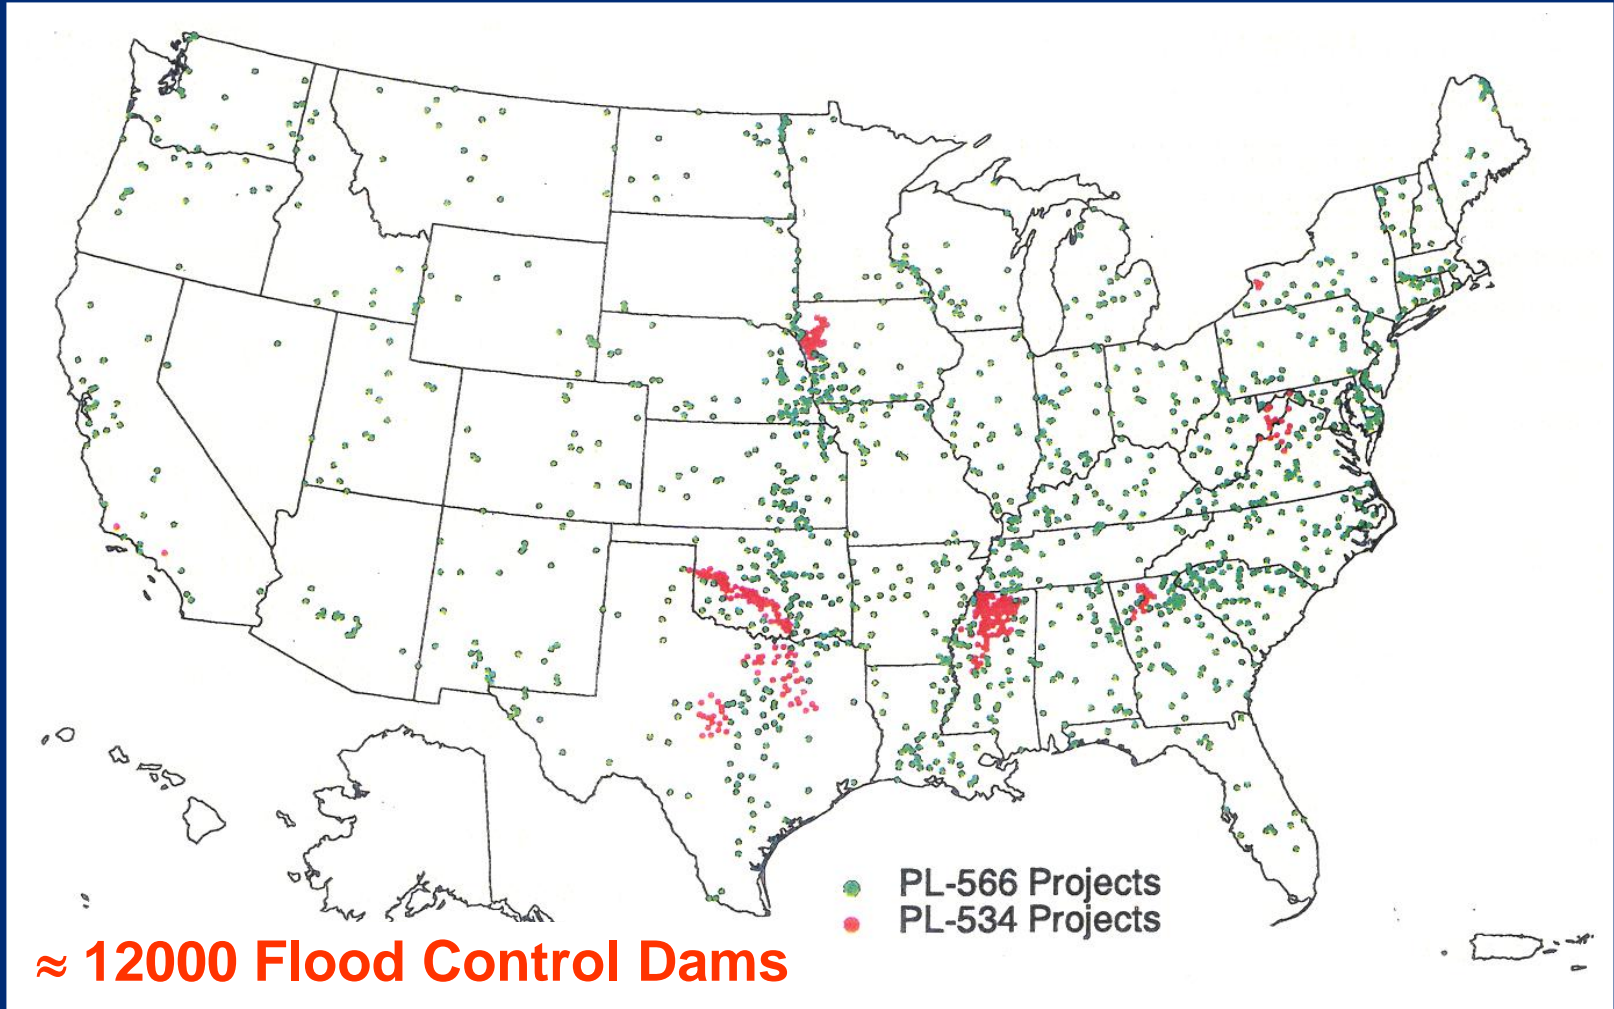 PL-566 Projects
PL-534 Projects
≈ 12000 Flood Control Dams